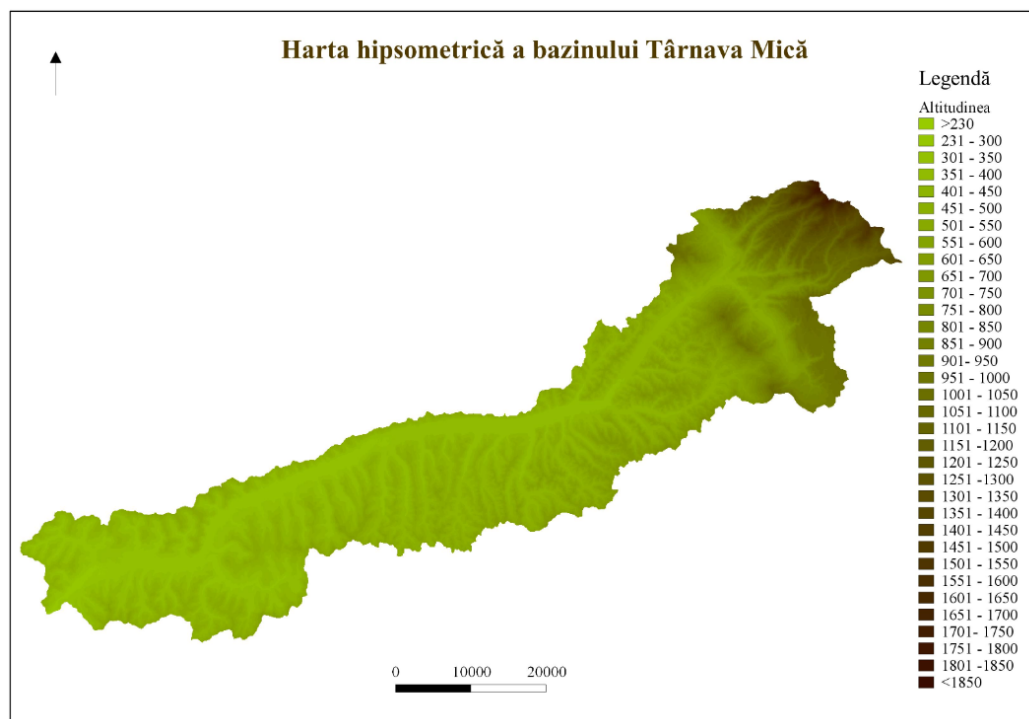 Harta hipsometrică a bazinului Târnava Mică
Legendă
Altitudinea
>230
231 - 300
301 - 350
351 - 400
401 - 450
451 - 500
501 - 550
551 - 600
601 - 650
651 - 700
701 - 750
751 - 800
801 - 850
851 - 900
901- 950
951 - 1000
1001 - 1050
1051 - 1100
1101 - 1150
1151 -1200
1201 - 1250
1251 -1300
1301 - 1350
1351 - 1400
1401 - 1450
1451 - 1500
1501 - 1550
1551 - 1600
1601 - 1650
1651 - 1700
1701- 1750
1751 - 1800
1801 -1850
<1850
0 10000 20000